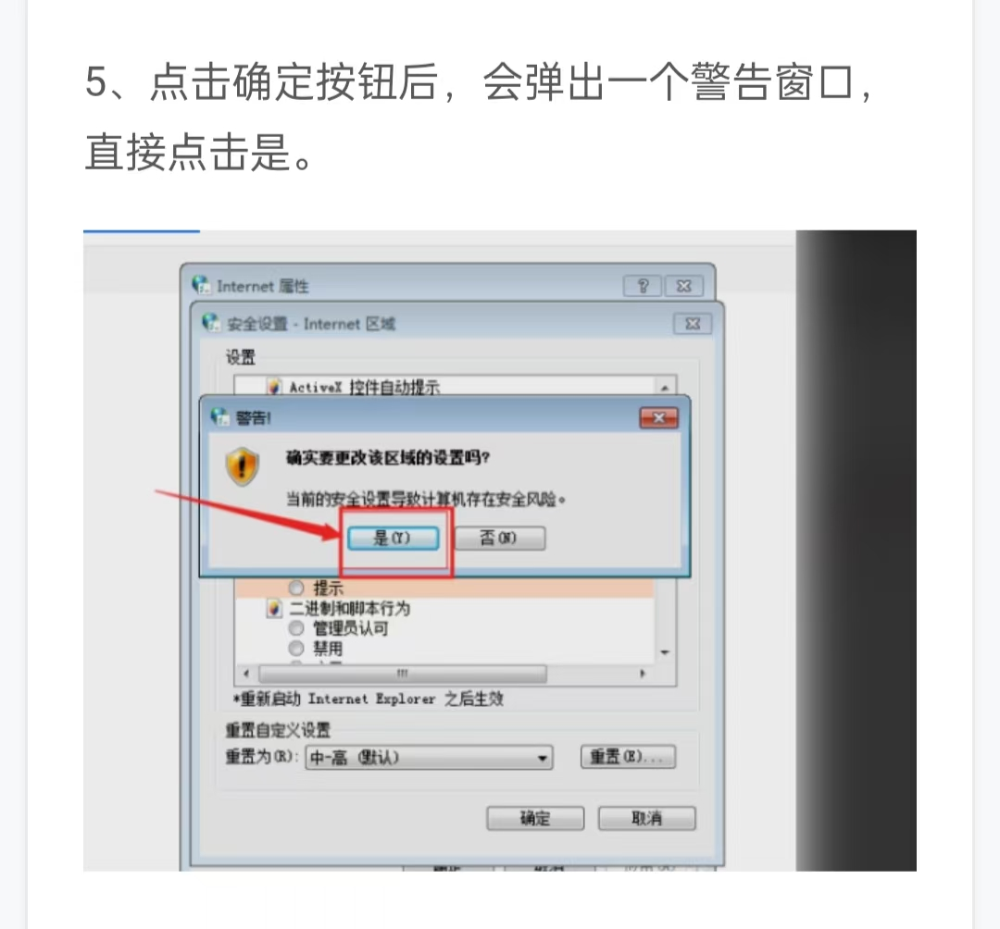 5、点击确定按钮后，会弹出一个警告窗口，
直接点击是。
Internet 属性
安全设置 - Internet 区域
设置
ActiveX 控件自动提示
警告!
确实要更改该区域的设置吗?
当前的安全设置导致计算机存在安全风险。
是(Y)
否(N)
提示
二进制和脚本行为
管理员认可
禁用
*重新启动 Internet Explorer 之后生效
重置自定义设置
重置为(R):
中-高 (默认)
重置(E)...
确定
取消